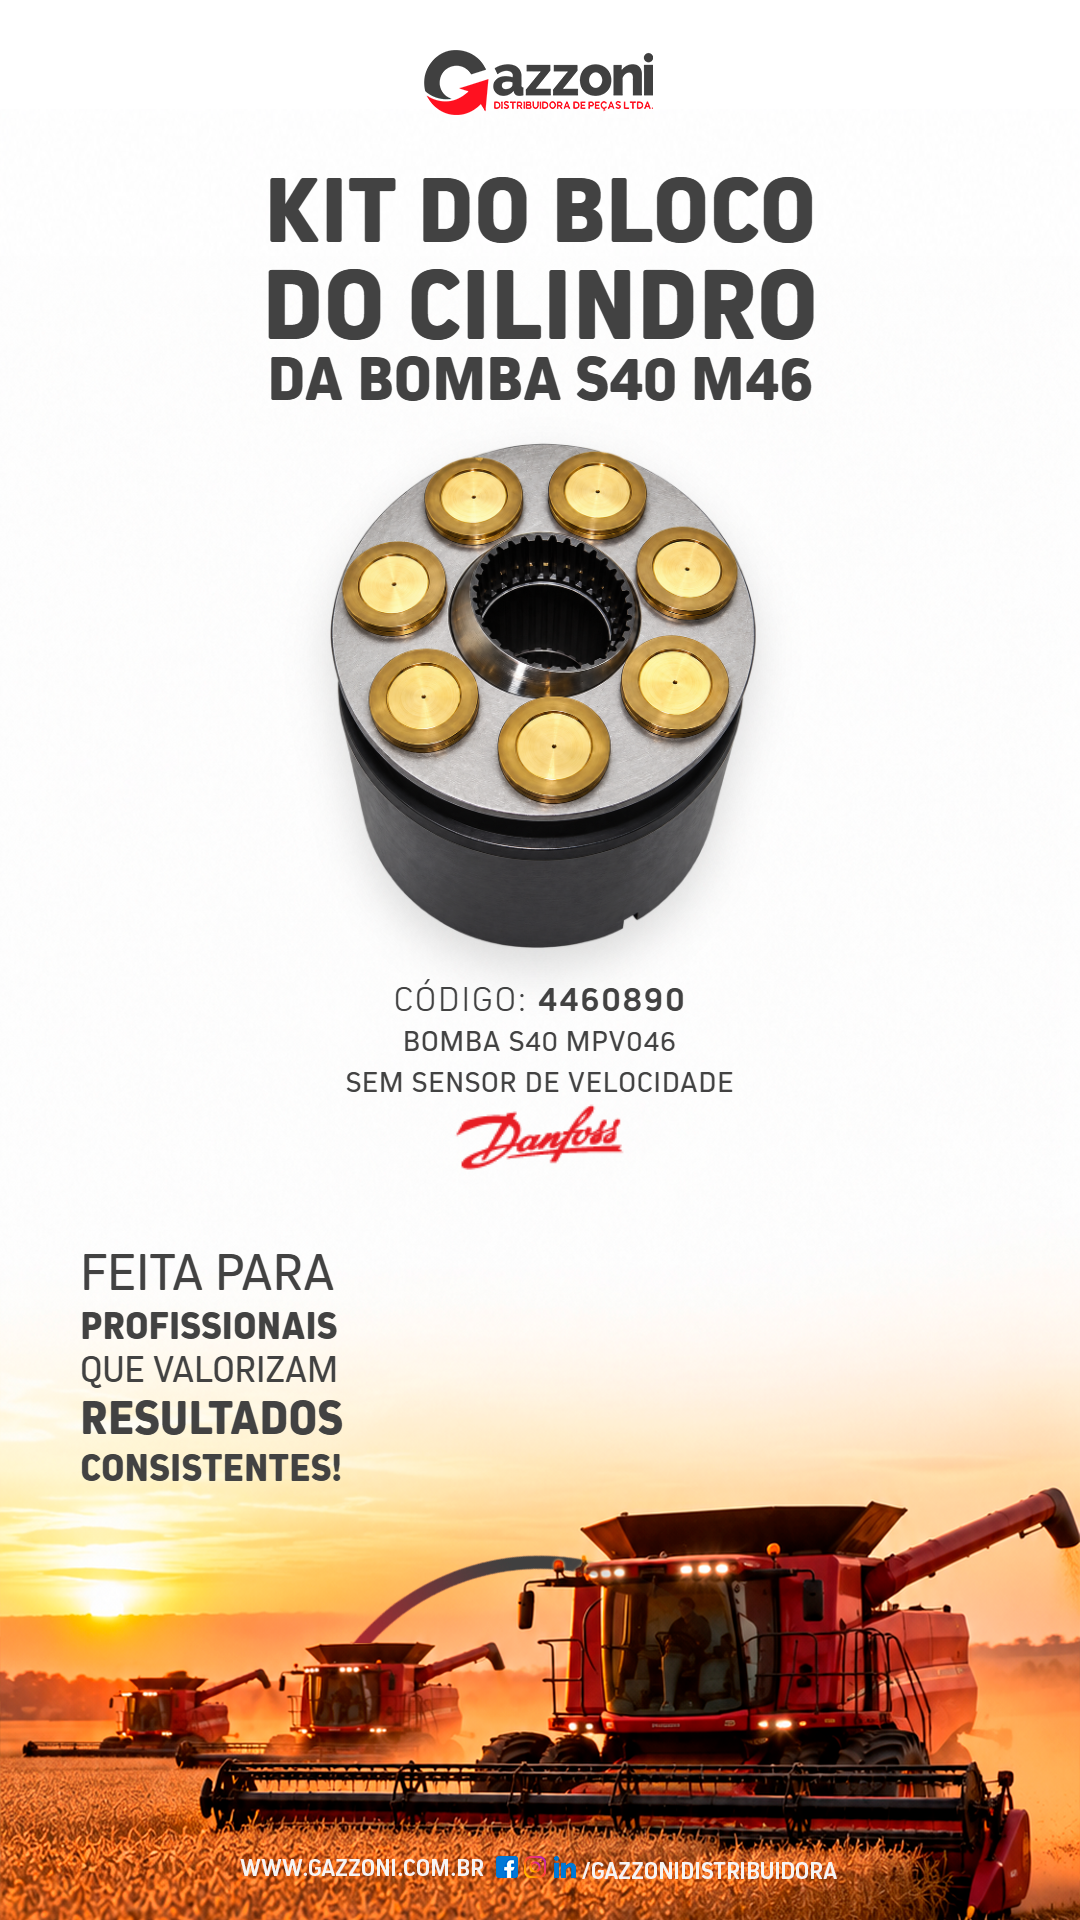 Gazzoni
DISTRIBUIDORA DE PEÇAS LTDA.
KIT DO BLOCO
DO CILINDRO
DA BOMBA S40 M46
CÓDIGO: 4460890
BOMBA S40 MPV046
SEM SENSOR DE VELOCIDADE
Danfoss
FEITA PARA
PROFISSIONAIS
QUE VALORIZAM
RESULTADOS
CONSISTENTES!
WWW.GAZZONI.COM.BR /GAZZONIDISTRIBUIDORA